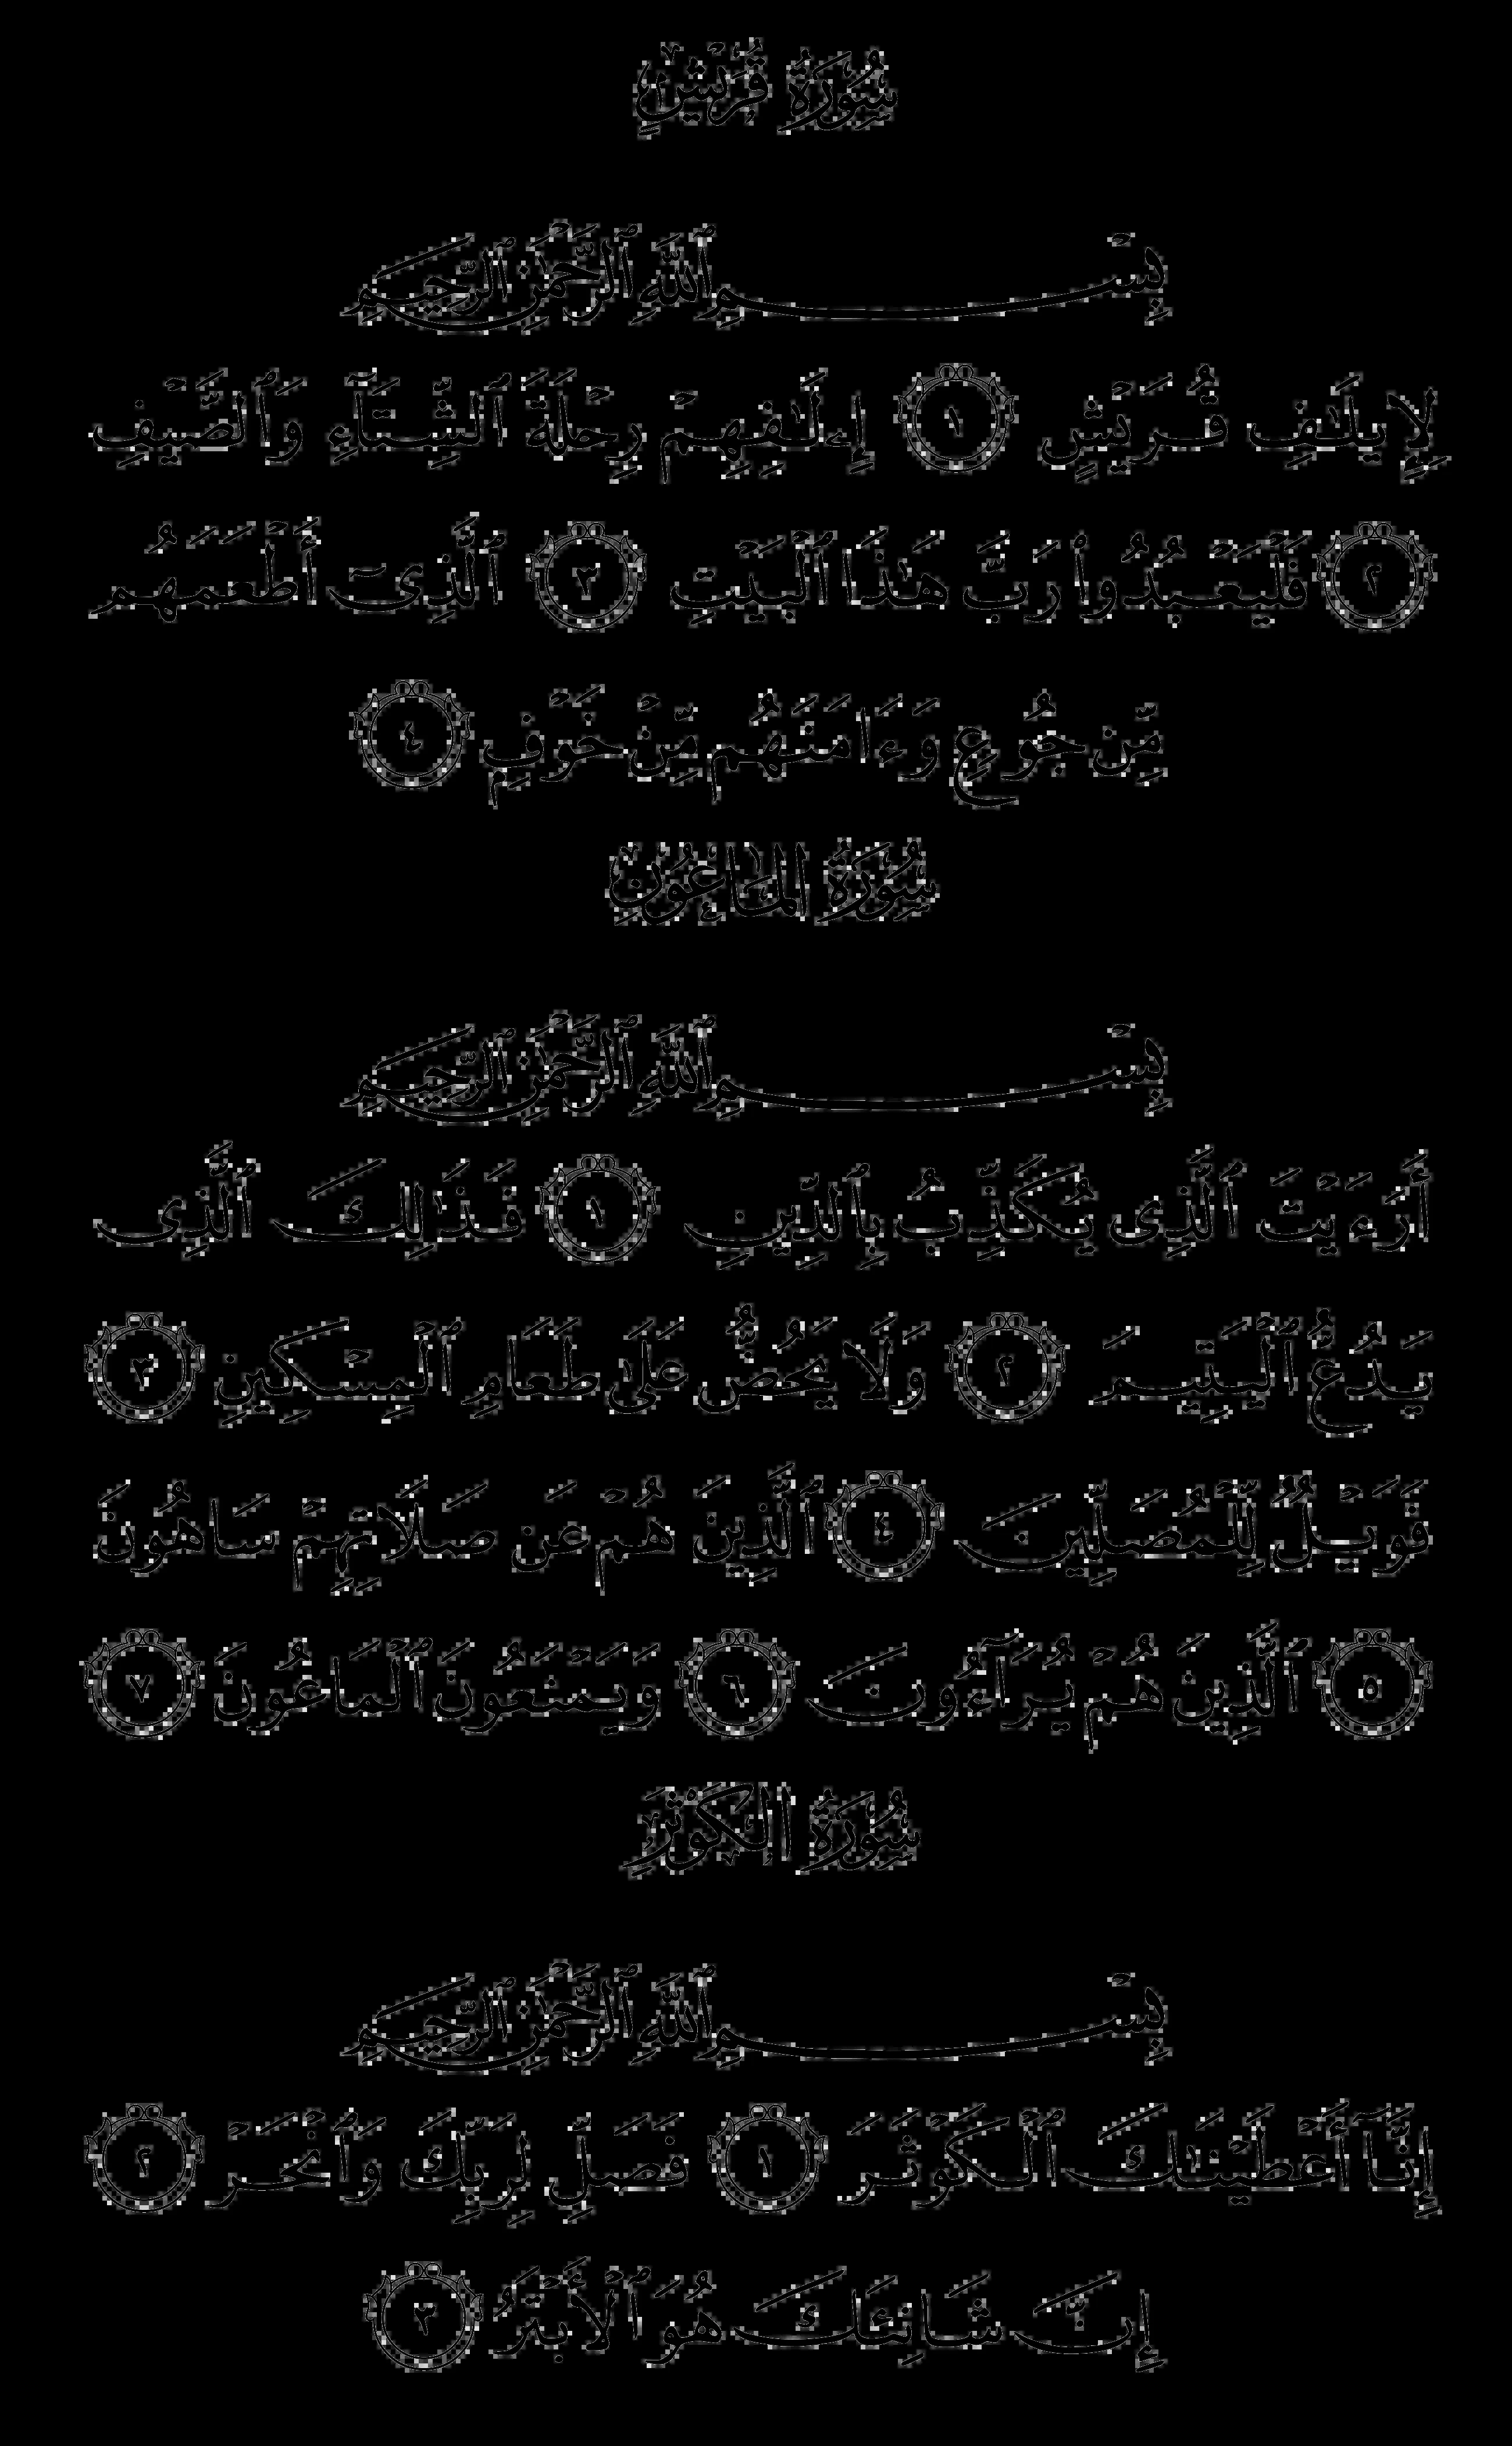 سُورَةُ قُرَيْشٍ
بِسْمِ ٱللَّهِ ٱلرَّحْمَٰنِ ٱلرَّحِيمِ
لِإِيلَٰفِ قُرَيْشٍ ١ إِۦلَٰفِهِمْ رِحْلَةَ ٱلشِّتَآءِ وَٱلصَّيْفِ
٢ فَلْيَعْبُدُوا۟ رَبَّ هَٰذَا ٱلْبَيْتِ ٣ ٱلَّذِىٓ أَطْعَمَهُم
مِّن جُوعٍ وَءَامَنَهُم مِّنْ خَوْفٍۭ ٤
سُورَةُ المَاعُونِ
بِسْمِ ٱللَّهِ ٱلرَّحْمَٰنِ ٱلرَّحِيمِ
أَرَءَيْتَ ٱلَّذِى يُكَذِّبُ بِٱلدِّينِ ١ فَذَٰلِكَ ٱلَّذِى
يَدُعُّ ٱلْيَتِيمَ ٢ وَلَا يَحُضُّ عَلَىٰ طَعَامِ ٱلْمِسْكِينِ ٣
فَوَيْلٌ لِّلْمُصَلِّينَ ٤ ٱلَّذِينَ هُمْ عَن صَلَاتِهِمْ سَاهُونَ
٥ ٱلَّذِينَ هُمْ يُرَآءُونَ ٦ وَيَمْنَعُونَ ٱلْمَاعُونَ ٧
سُورَةُ الكَوْثَرِ
بِسْمِ ٱللَّهِ ٱلرَّحْمَٰنِ ٱلرَّحِيمِ
إِنَّآ أَعْطَيْنَٰكَ ٱلْكَوْثَرَ ١ فَصَلِّ لِرَبِّكَ وَٱنْحَرْ ٢
إِنَّ شَانِئَكَ هُوَ ٱلْأَبْتَرُ ٣